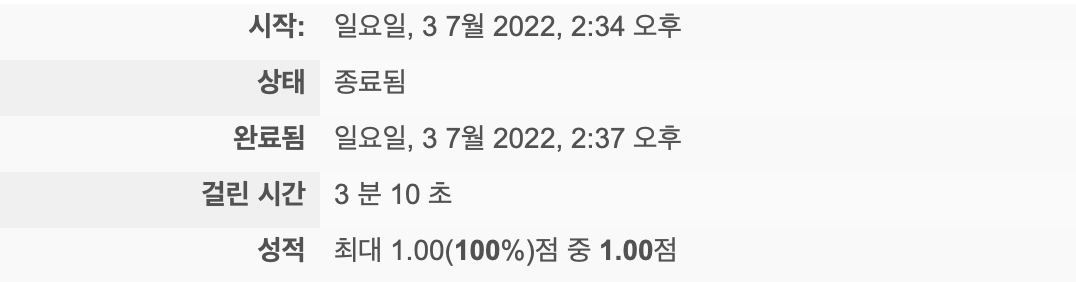 시작: 일요일, 3 7월 2022, 2:34 오후
상태 종료됨
완료됨 일요일, 3 7월 2022, 2:37 오후
걸린 시간 3 분 10 초
성적 최대 1.00(100%)점 중 1.00점